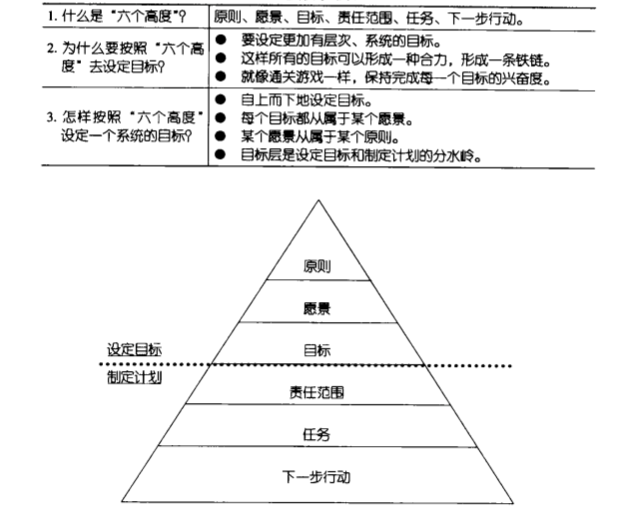 1. 什么是“六个高度”?
原则、愿景、目标、责任范围、任务、下一步行动。
2. 为什么要按照“六个高
度”去设定目标?
● 要设定更加有层次、系统的目标。
● 这样所有的目标可以形成一种合力，形成一条铁链。
● 就像通关游戏一样，保持完成每一个目标的兴奋度。
3. 怎样按照“六个高度”
设定一个系统的目标?
● 自上而下地设定目标。
● 每个目标都从属于某个愿景。
● 某个愿景从属于某个原则。
● 目标层是设定目标和制定计划的分水岭。
原则
愿景
设定目标
目标
制定计划
责任范围
任务
下一步行动